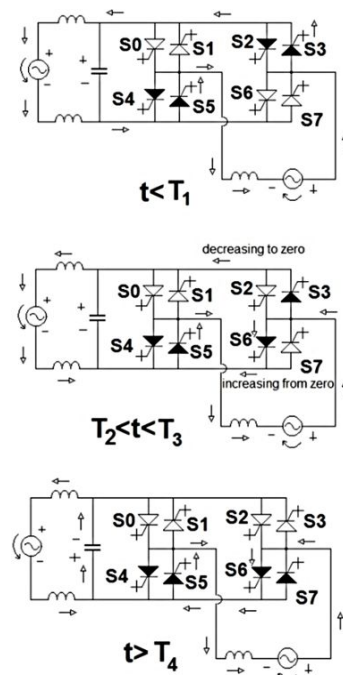 S0 S1 S2 S3
S4 S5 S6 S7
t<T1
decreasing to zero
S0 S1 S2 S3
S4 S5 S6 S7
increasing from zero
T2<t<T3
S0 S1 S2 S3
S4 S5 S6 S7
t>T4